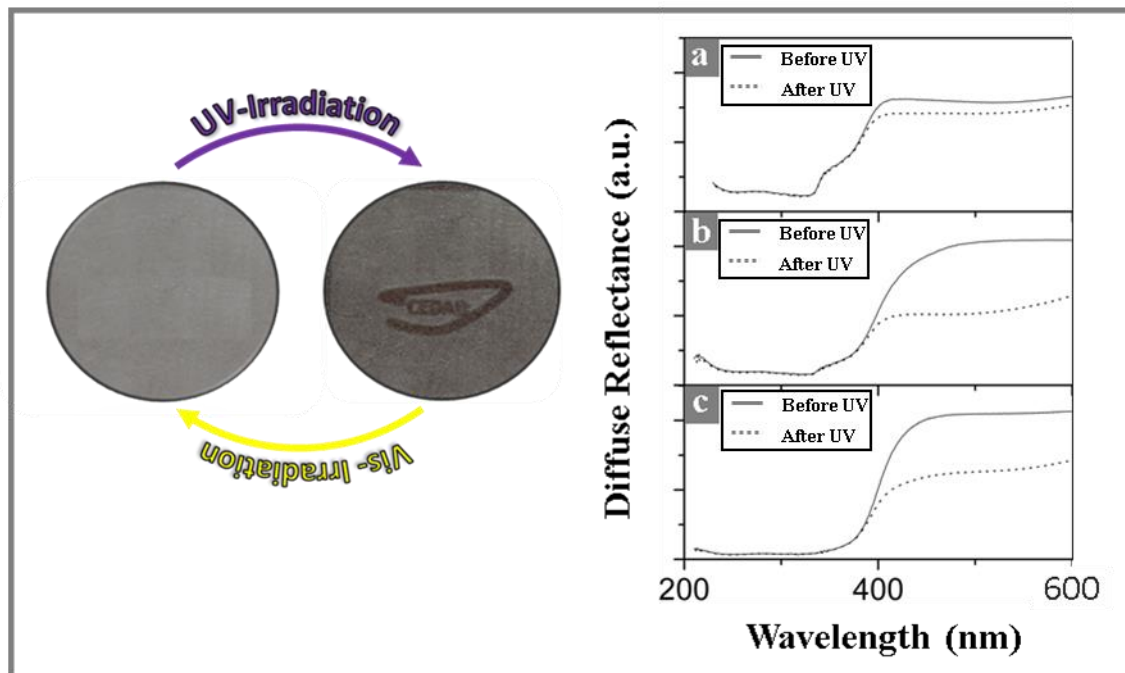 UV-Irradiation
CEDAR
Vis- Irradiation
Diffuse Reflectance (a.u.)
a
Before UV
After UV
b
Before UV
After UV
c
Before UV
After UV
200
400
600
Wavelength (nm)